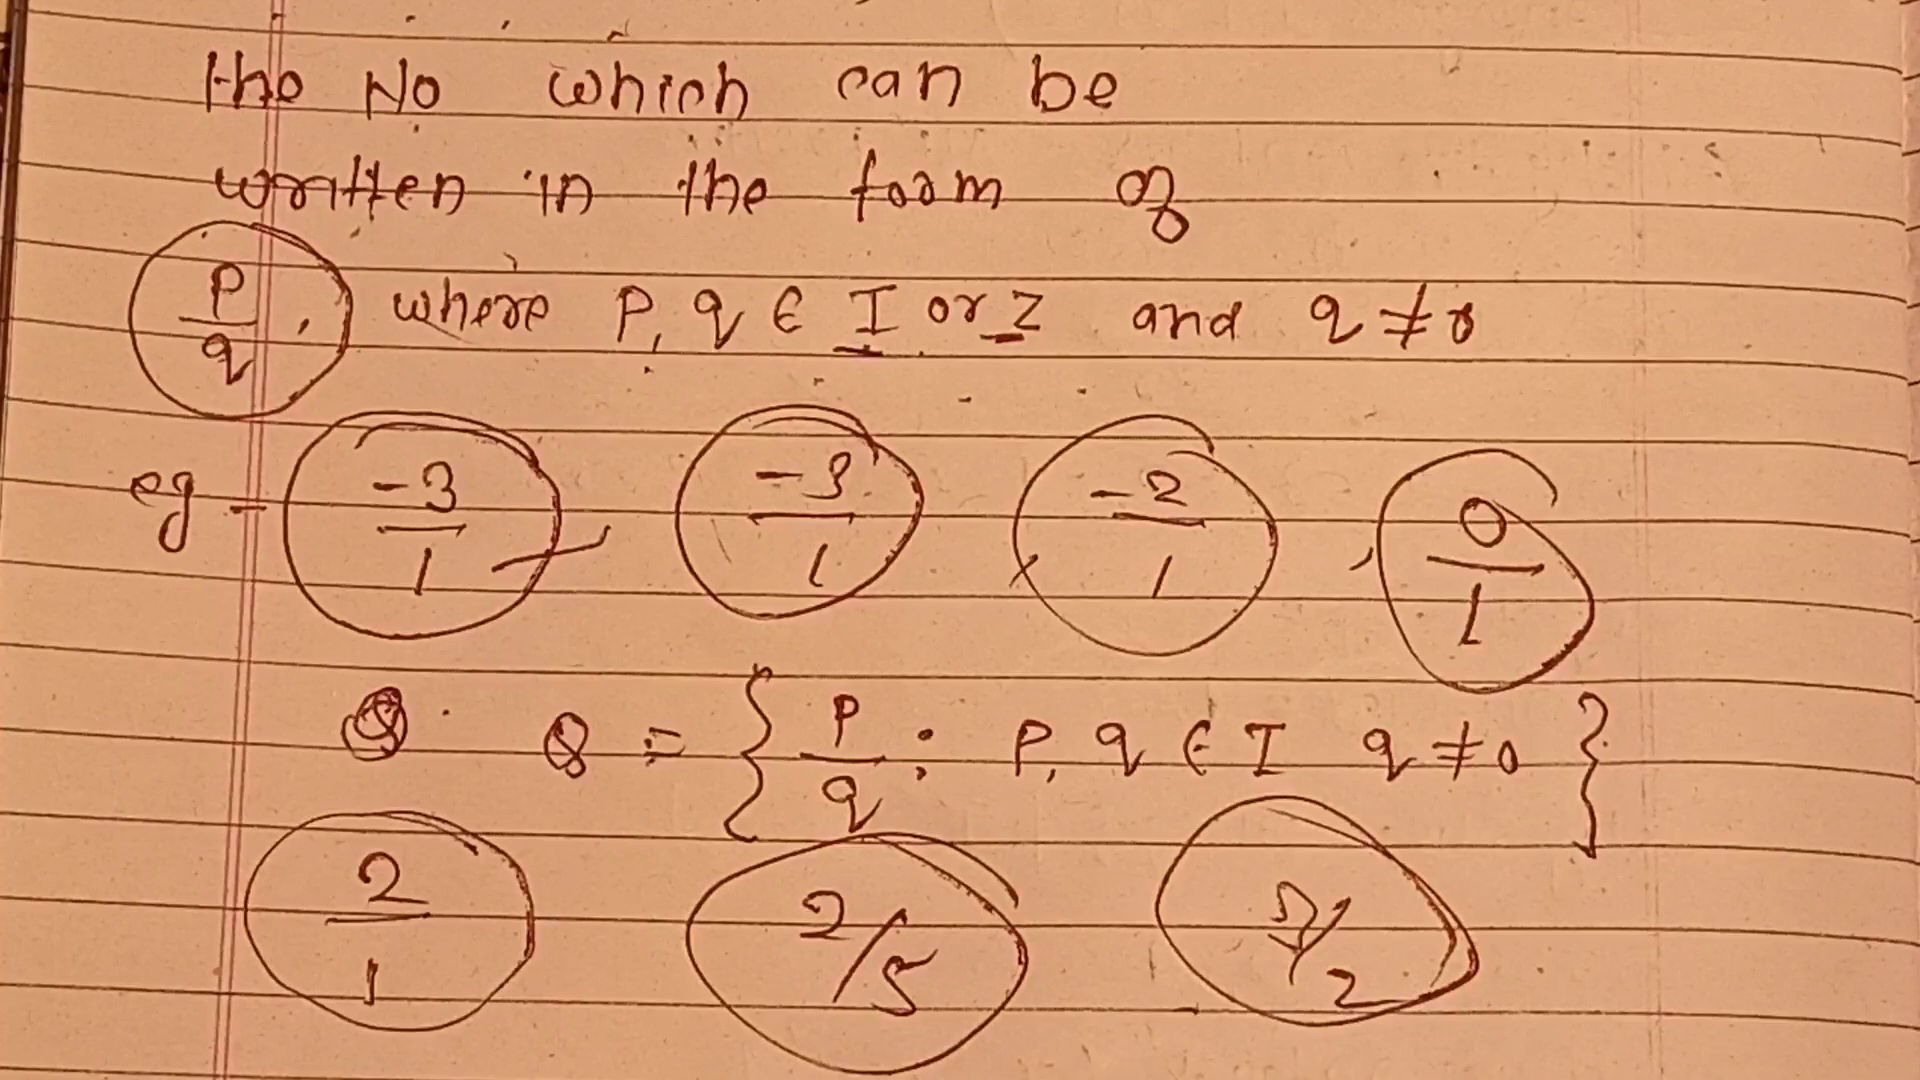 the No which can be
written in the form of
P/q, where P, q ∈ I or Z and q ≠ 0
eg - -3/1, -3/1, -2/1, 0/1
Q Q = { P/q : P, q ∈ I q ≠ 0 }
2/1 2/5 /2